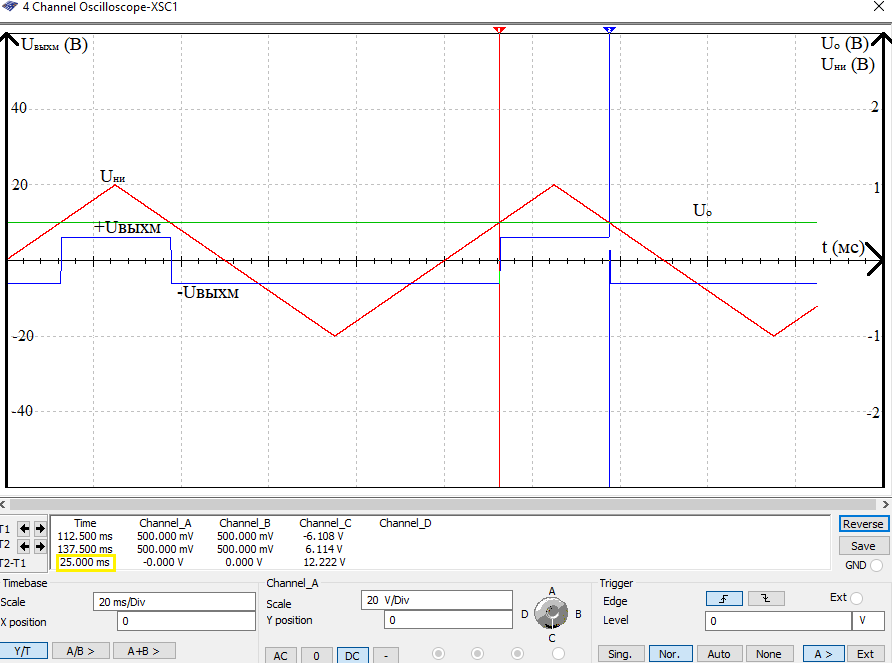 4 Channel Oscilloscope-XSC1
Uвыхм (В)
Uо (В)
Uни (В)
40
2
20
1
Uни
Uо
+Uвыхм
t (мс)
-Uвыхм
-20
-1
-40
-2
T1
T2
T2-T1
Time Channel_A Channel_B Channel_C Channel_D
112.500 ms 500.000 mV 500.000 mV -6.108 V
137.500 ms 500.000 mV 500.000 mV 6.114 V
25.000 ms -0.000 V 0.000 V 12.222 V
Reverse
Save
GND
Timebase
Scale 20 ms/Div
X position 0
Y/T A/B > A+B >
Channel_A
Scale 20 V/Div
Y position 0
AC 0 DC -
A
D B
C
Trigger
Edge Ext
Level 0 V
Sing. Nor. Auto None A > Ext